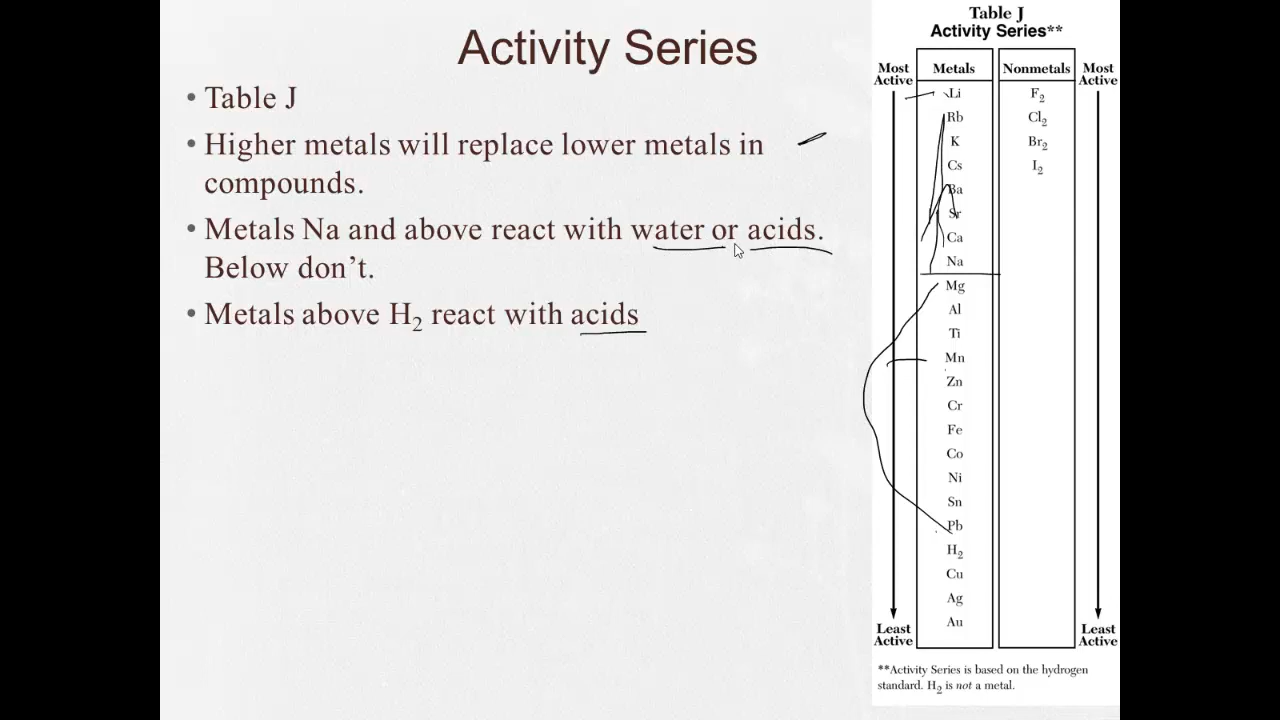 Activity Series
• Table J
• Higher metals will replace lower metals in
compounds.
• Metals Na and above react with water or acids.
Below don’t.
• Metals above H₂ react with acids
Table J
Activity Series**
Most
Active
Metals
Nonmetals
Most
Active
Li
F₂
Rb
Cl₂
K
Br₂
Cs
I₂
Ba
Sr
Ca
Na
Mg
Al
Ti
Mn
Zn
Cr
Fe
Co
Ni
Sn
Pb
H₂
Cu
Ag
Au
Least
Active
Least
Active
**Activity Series is based on the hydrogen
standard. H₂ is not a metal.